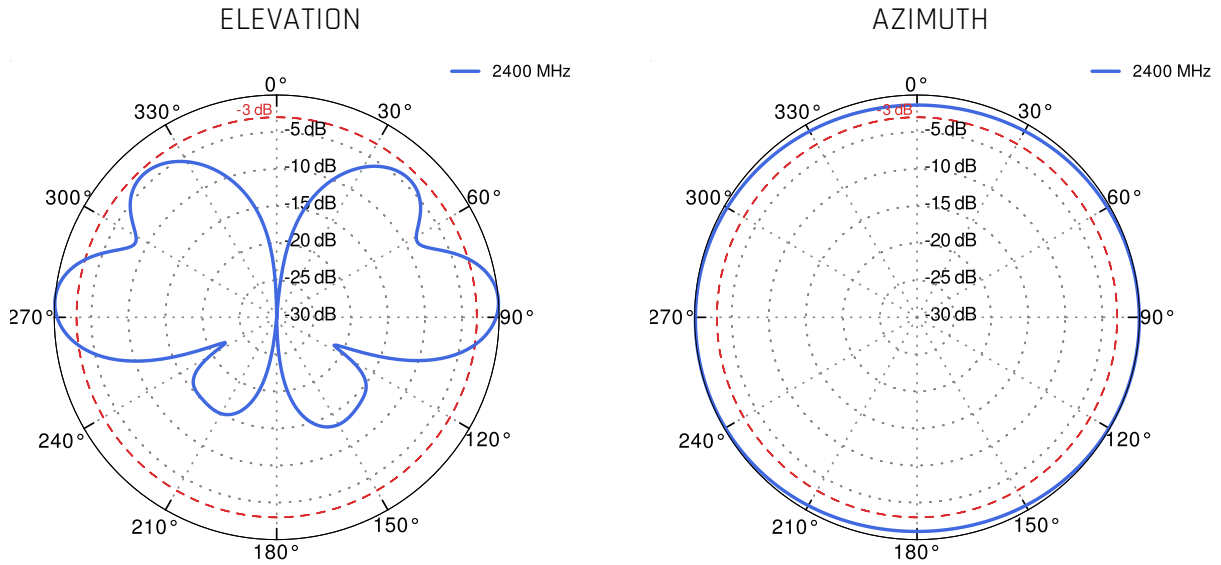 ELEVATION
2400 MHz
0°
-3 dB
330°
30°
-5 dB
-10 dB
300°
60°
-15 dB
-20 dB
-25 dB
270°
-30 dB
90°
240°
120°
210°
150°
180°
AZIMUTH
2400 MHz
0°
-3 dB
330°
30°
-5 dB
-10 dB
300°
60°
-15 dB
-20 dB
-25 dB
270°
-30 dB
90°
240°
120°
210°
150°
180°